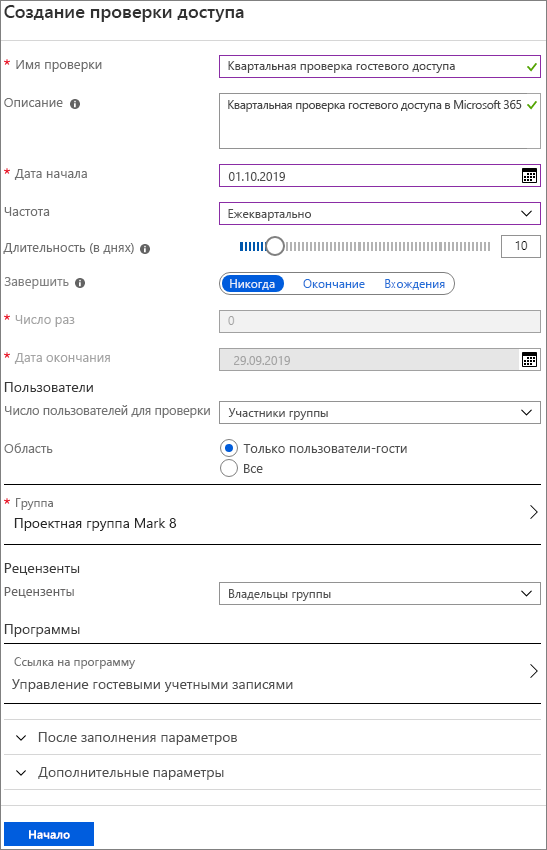 Создание проверки доступа
* Имя проверки Квартальная проверка гостевого доступа
Описание Квартальная проверка гостевого доступа в Microsoft 365
* Дата начала 01.10.2019
Частота Ежеквартально
Длительность (в днях) 10
Завершить Никогда Окончание Вхождения
* Число раз 0
* Дата окончания 29.09.2019
Пользователи
Число пользователей для проверки Участники группы
Область Только пользователи-гости
Все
* Группа
Проектная группа Mark 8
Рецензенты
Рецензенты Владельцы группы
Программы
Ссылка на программу
Управление гостевыми учетными записями
После заполнения параметров
Дополнительные параметры
Начало